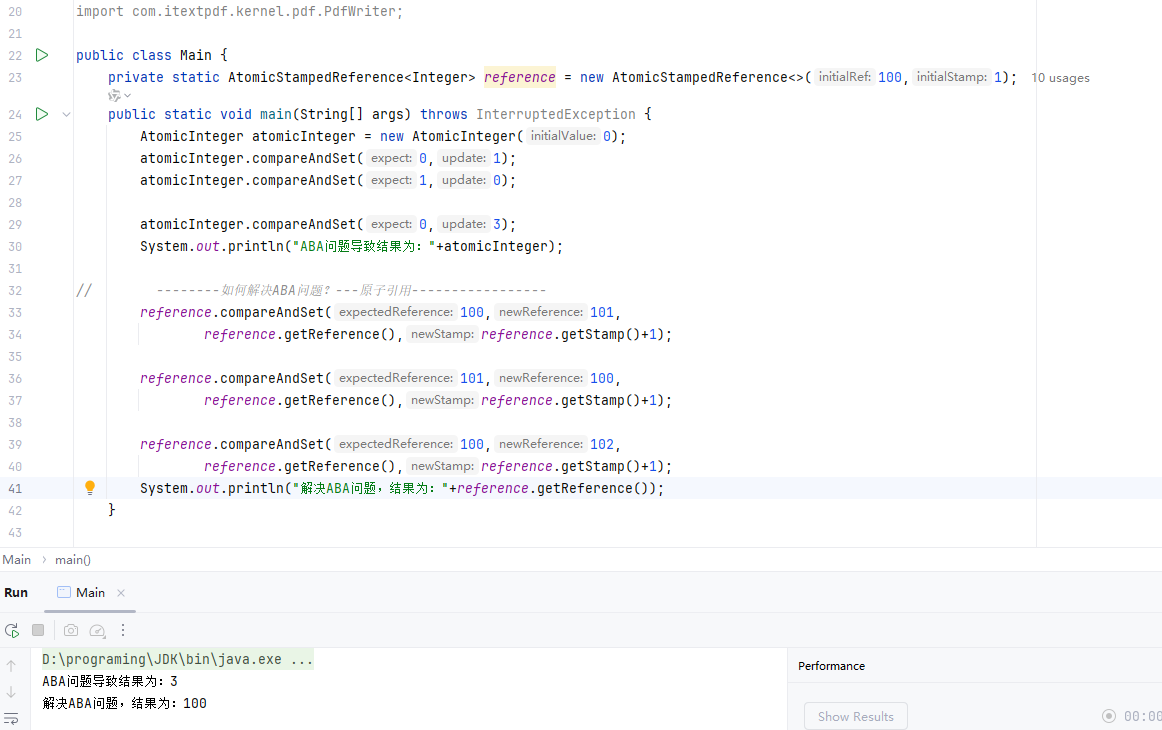 20 import com.itextpdf.kernel.pdf.PdfWriter;
21
22 public class Main {
23 private static AtomicStampedReference<Integer> reference = new AtomicStampedReference<>( initialRef: 100, initialStamp: 1); 10 usages
24 public static void main(String[] args) throws InterruptedException {
25 AtomicInteger atomicInteger = new AtomicInteger( initialValue: 0);
26 atomicInteger.compareAndSet( expect: 0, update: 1);
27 atomicInteger.compareAndSet( expect: 1, update: 0);
28
29 atomicInteger.compareAndSet( expect: 0, update: 3);
30 System.out.println("ABA问题导致结果为："+atomicInteger);
31
32 // --------如何解决ABA问题？---原子引用-----------------
33 reference.compareAndSet( expectedReference: 100, newReference: 101,
34 reference.getReference(), newStamp: reference.getStamp()+1);
35
36 reference.compareAndSet( expectedReference: 101, newReference: 100,
37 reference.getReference(), newStamp: reference.getStamp()+1);
38
39 reference.compareAndSet( expectedReference: 100, newReference: 102,
40 reference.getReference(), newStamp: reference.getStamp()+1);
41 System.out.println("解决ABA问题，结果为："+reference.getReference());
42 }
43
Main › main()
Run Main ×
D:\programing\JDK\bin\java.exe ...
ABA问题导致结果为：3
解决ABA问题，结果为：100
Performance
Show Results 00:00